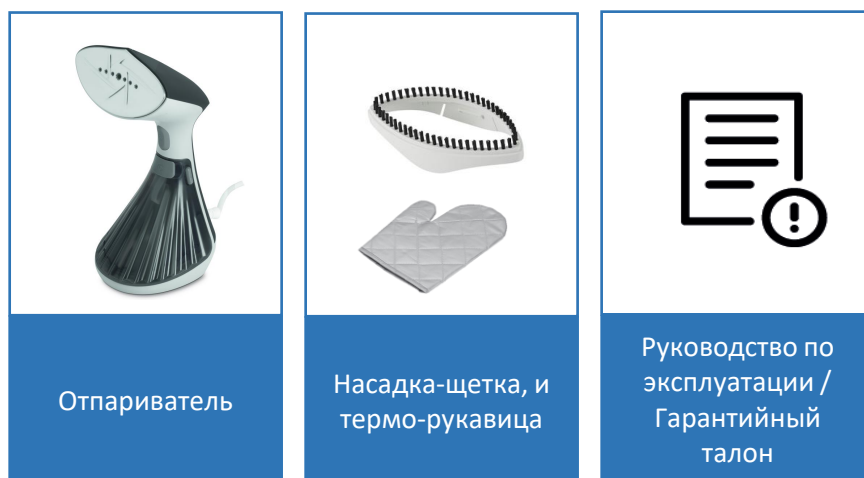 Отпариватель
Насадка-щетка, и
термо-рукавица
Руководство по
эксплуатации /
Гарантийный
талон